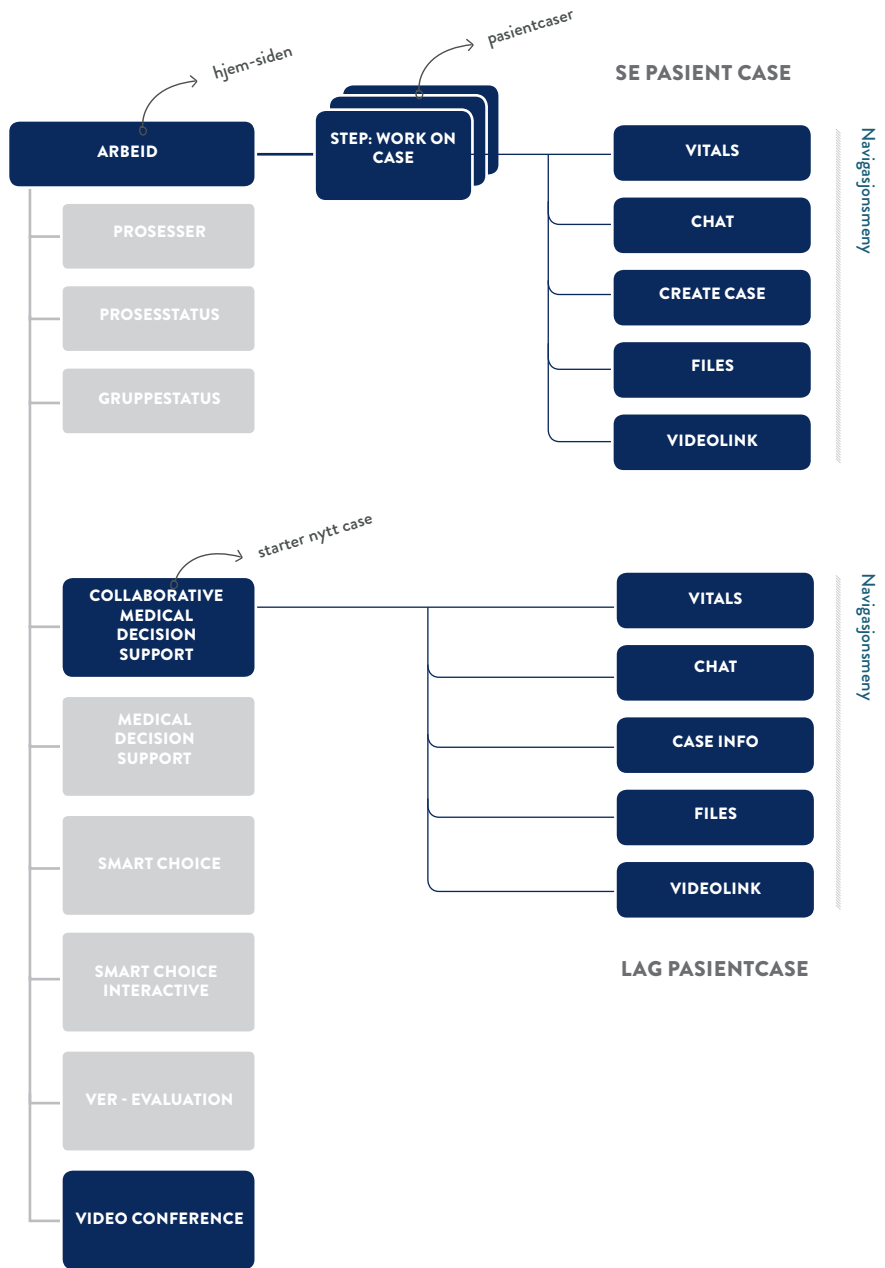 hjem-siden
pasientcaser
SE PASIENT CASE
ARBEID
STEP: WORK ON
CASE
VITALS
CHAT
CREATE CASE
FILES
VIDEOLINK
Navigasjonsmeny
PROSESSER
PROSESSTATUS
GRUPPESTATUS
starter nytt case
COLLABORATIVE
MEDICAL
DECISION
SUPPORT
VITALS
CHAT
CASE INFO
FILES
VIDEOLINK
Navigasjonsmeny
LAG PASIENTCASE
MEDICAL
DECISION
SUPPORT
SMART CHOICE
SMART CHOICE
INTERACTIVE
VER - EVALUATION
VIDEO CONFERENCE